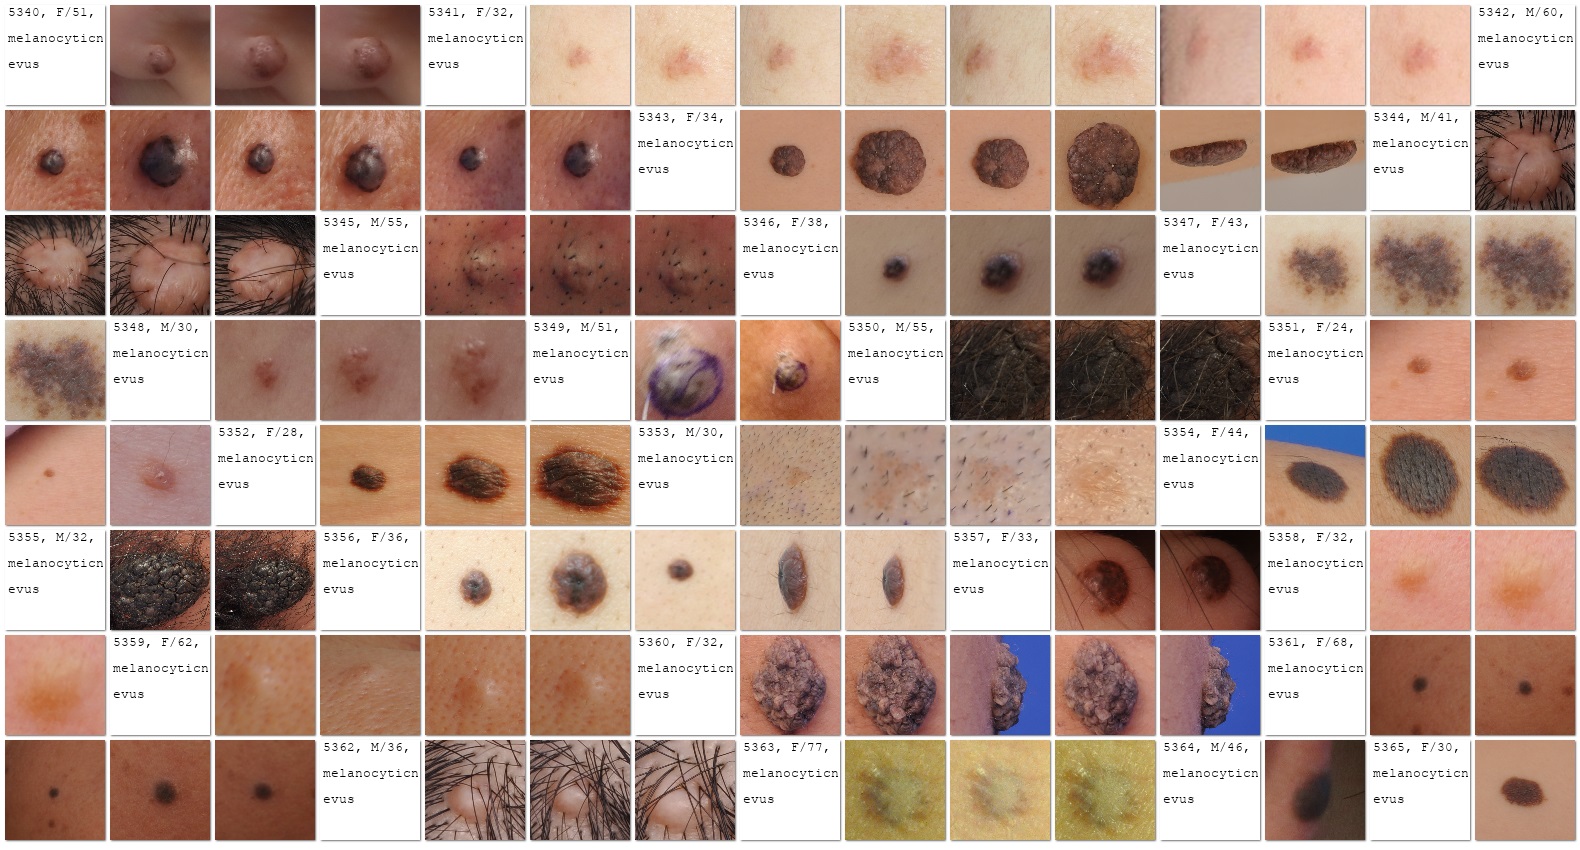 5340, F/51,
melanocyticn
evus
5341, F/32,
melanocyticn
evus
5342, M/60,
melanocyticn
evus
5343, F/34,
melanocyticn
evus
5344, M/41,
melanocyticn
evus
5345, M/55,
melanocyticn
evus
5346, F/38,
melanocyticn
evus
5347, F/43,
melanocyticn
evus
5348, M/30,
melanocyticn
evus
5349, M/51,
melanocyticn
evus
5350, M/55,
melanocyticn
evus
5351, F/24,
melanocyticn
evus
5352, F/28,
melanocyticn
evus
5353, M/30,
melanocyticn
evus
5354, F/44,
melanocyticn
evus
5355, M/32,
melanocyticn
evus
5356, F/36,
melanocyticn
evus
5357, F/33,
melanocyticn
evus
5358, F/32,
melanocyticn
evus
5359, F/62,
melanocyticn
evus
5360, F/32,
melanocyticn
evus
5361, F/68,
melanocyticn
evus
5362, M/36,
melanocyticn
evus
5363, F/77,
melanocyticn
evus
5364, M/46,
melanocyticn
evus
5365, F/30,
melanocyticn
evus